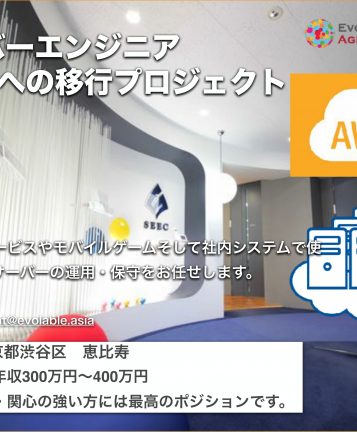 バーエンジニア
への移行プロジェクト
Evo
AGI
AW
SEEC
ービスやモバイルゲームそして社内システムで使
サーバーの運用・保守をお任せします。
it@evolable.asia
京都渋谷区　恵比寿
年収300万円〜400万円
・関心の強い方には最高のポジションです。